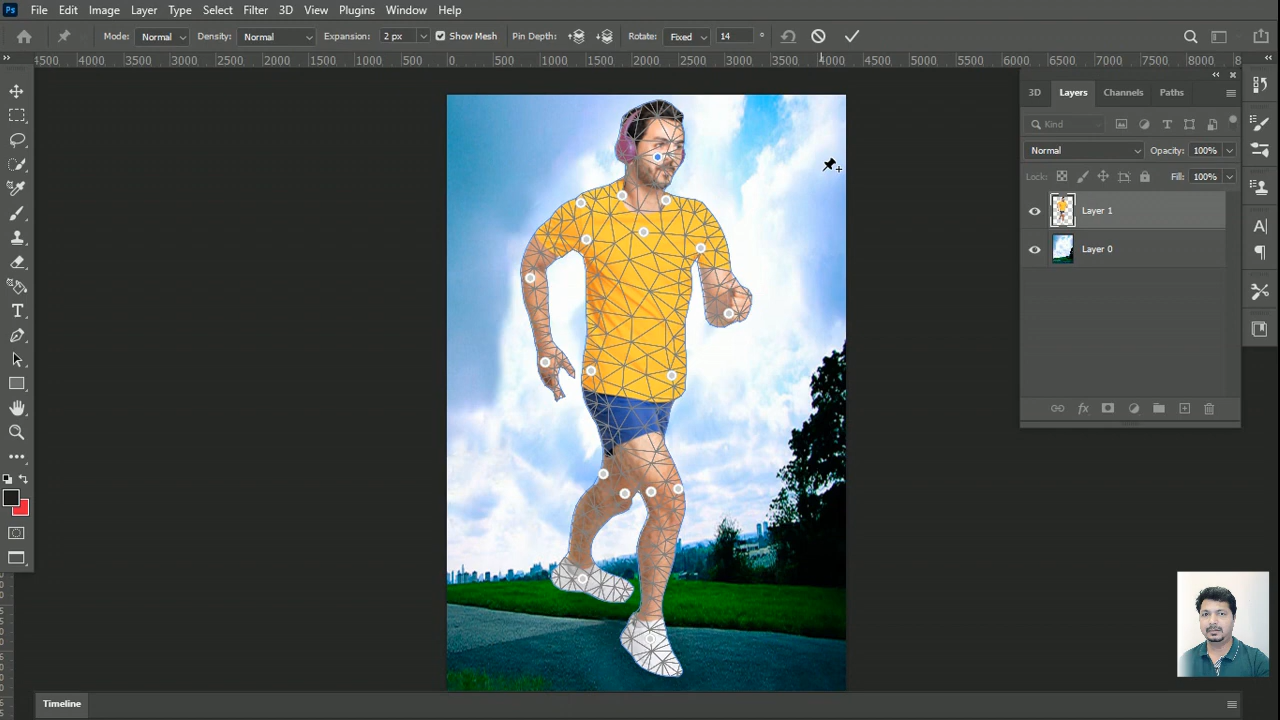 Ps File Edit Image Layer Type Select Filter 3D View Plugins Window Help
Mode: Normal Density: Normal Expansion: 2 px Show Mesh Pin Depth: Rotate: Fixed 14 °
4500 4000 3500 3000 2500 2000 1500 1000 500 0 500 1000 1500 2000 2500 3000 3500 4000 4500 5000 5500 6000 6500 7000 7500 8000 8
3D Layers Channels Paths
Kind
Normal Opacity: 100%
Lock: Fill: 100%
Layer 1
Layer 0
Timeline